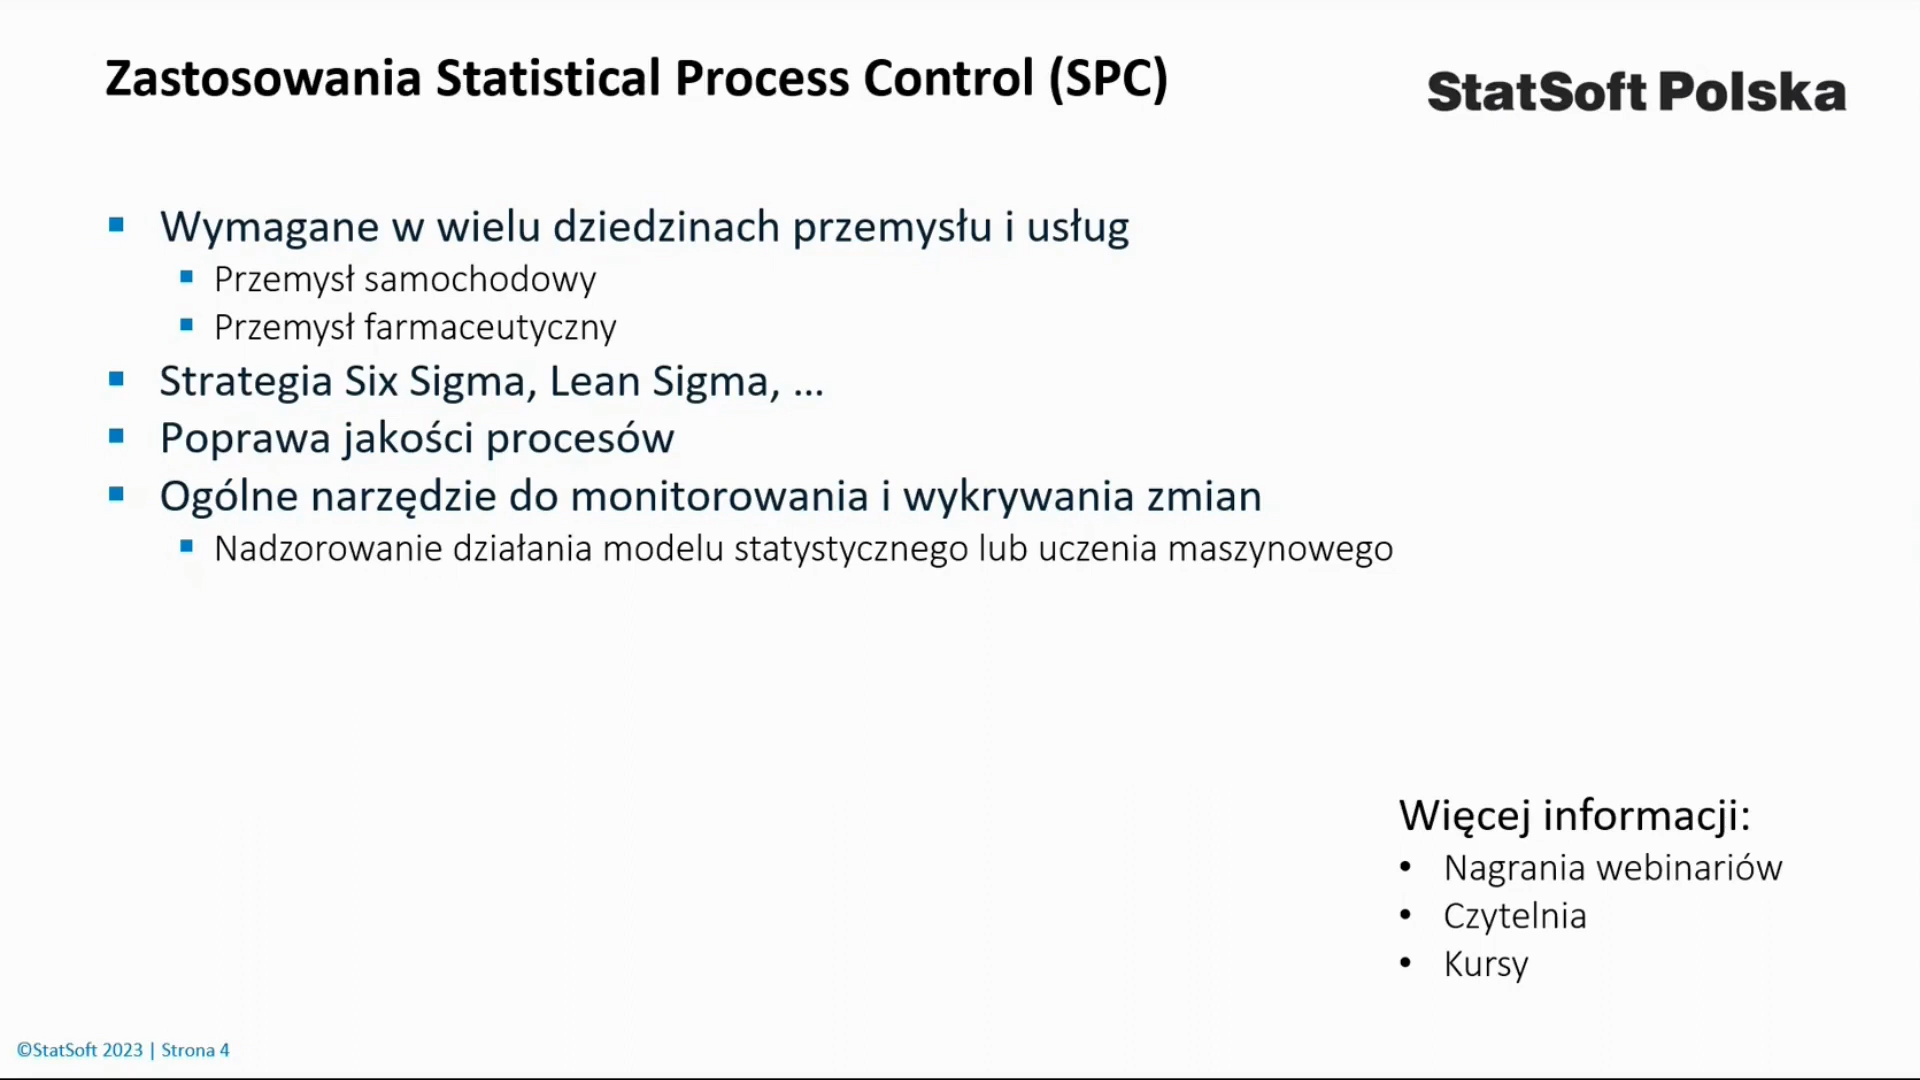 Zastosowania Statistical Process Control (SPC)
StatSoft Polska
Wymagane w wielu dziedzinach przemysłu i usług
Przemysł samochodowy
Przemysł farmaceutyczny
Strategia Six Sigma, Lean Sigma, ...
Poprawa jakości procesów
Ogólne narzędzie do monitorowania i wykrywania zmian
Nadzorowanie działania modelu statystycznego lub uczenia maszynowego
Więcej informacji:
• Nagrania webinariów
• Czytelnia
• Kursy
©StatSoft 2023 | Strona 4